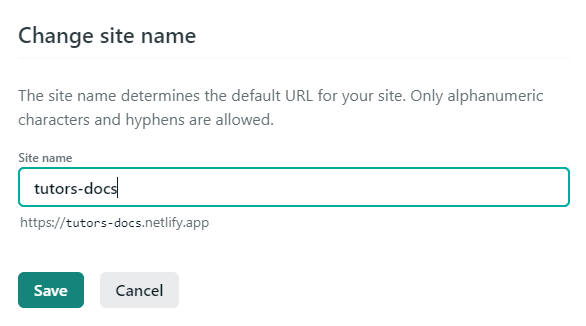 Change site name
The site name determines the default URL for your site. Only alphanumeric
characters and hyphens are allowed.
Site name
tutors-docs
https://tutors-docs.netlify.app
Save Cancel